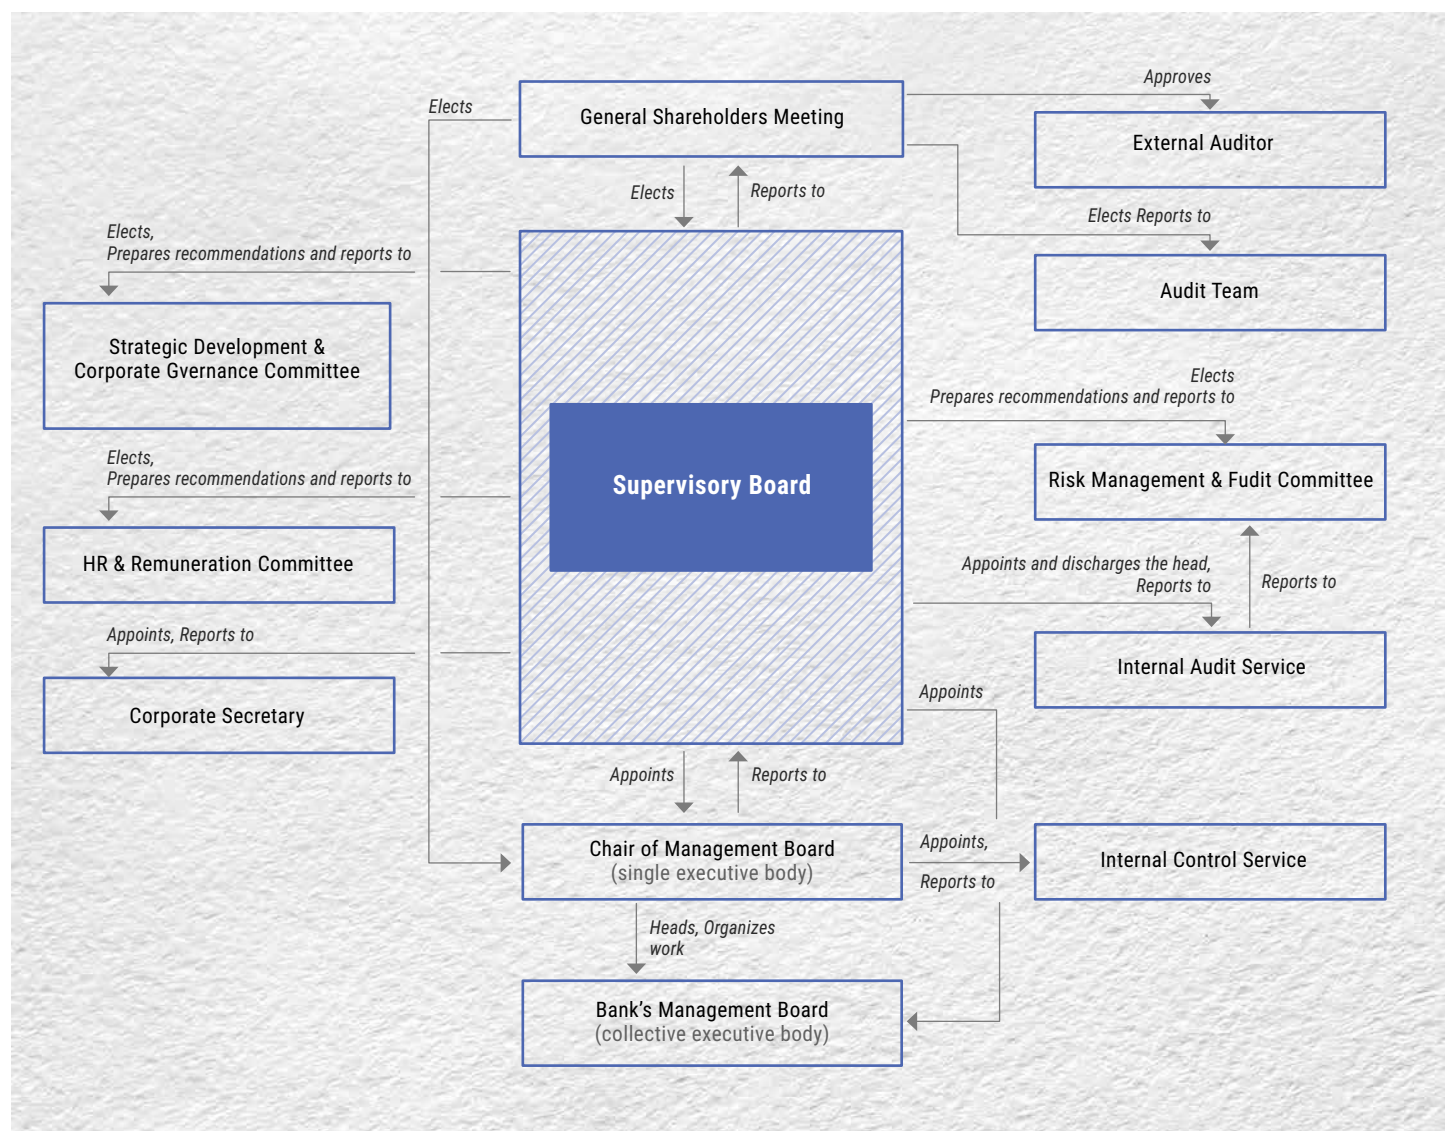 Approves
Elects
General Shareholders Meeting
External Auditor
Elects
Reports to
Elects Reports to
Elects,
Prepares recommendations and reports to
Audit Team
Strategic Development &
Corporate Gvernance Committee
Elects
Prepares recommendations and reports to
Elects,
Prepares recommendations and reports to
Supervisory Board
Risk Management & Fudit Committee
HR & Remuneration Committee
Appoints and discharges the head,
Reports to
Reports to
Appoints, Reports to
Internal Audit Service
Corporate Secretary
Appoints
Appoints
Reports to
Chair of Management Board
(single executive body)
Appoints,
Reports to
Internal Control Service
Heads, Organizes
work
Bank's Management Board
(collective executive body)